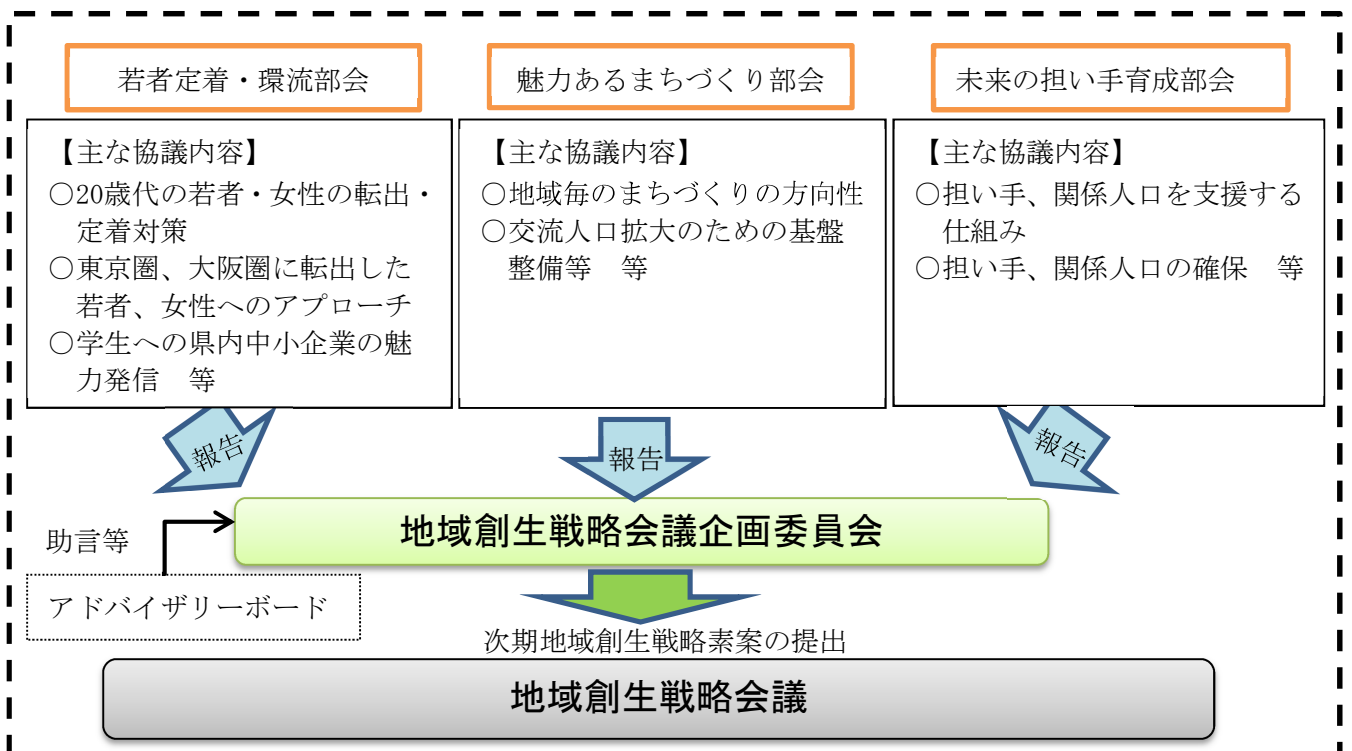 若者定着・環流部会
【主な協議内容】
○20歳代の若者・女性の転出・
定着対策
○東京圏、大阪圏に転出した
若者、女性へのアプローチ
○学生への県内中小企業の魅
力発信　等
魅力あるまちづくり部会
【主な協議内容】
○地域毎のまちづくりの方向性
○交流人口拡大のための基盤
整備等　等
未来の担い手育成部会
【主な協議内容】
○担い手、関係人口を支援する
仕組み
○担い手、関係人口の確保　等
報告
報告
報告
地域創生戦略会議企画委員会
助言等
アドバイザリーボード
次期地域創生戦略素案の提出
地域創生戦略会議